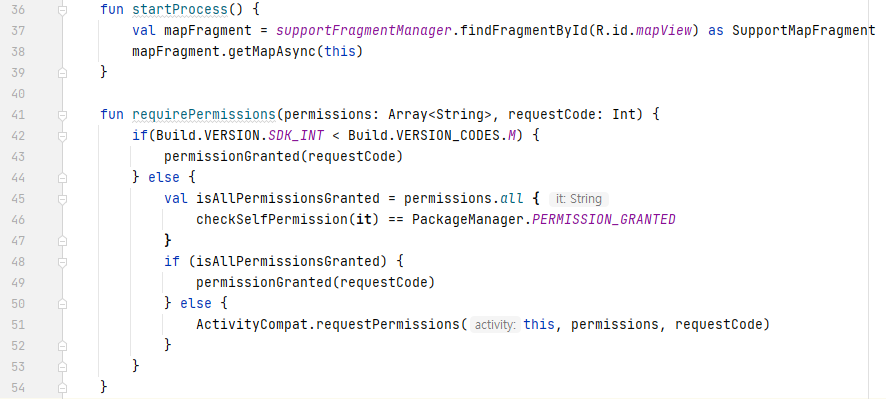 36 fun startProcess() {
37 val mapFragment = supportFragmentManager.findFragmentById(R.id.mapView) as SupportMapFragment
38 mapFragment.getMapAsync(this)
39 }
40
41 fun requirePermissions(permissions: Array<String>, requestCode: Int) {
42 if(Build.VERSION.SDK_INT < Build.VERSION_CODES.M) {
43 permissionGranted(requestCode)
44 } else {
45 val isAllPermissionsGranted = permissions.all { it: String
46 checkSelfPermission(it) == PackageManager.PERMISSION_GRANTED
47 }
48 if (isAllPermissionsGranted) {
49 permissionGranted(requestCode)
50 } else {
51 ActivityCompat.requestPermissions( activity: this, permissions, requestCode)
52 }
53 }
54 }